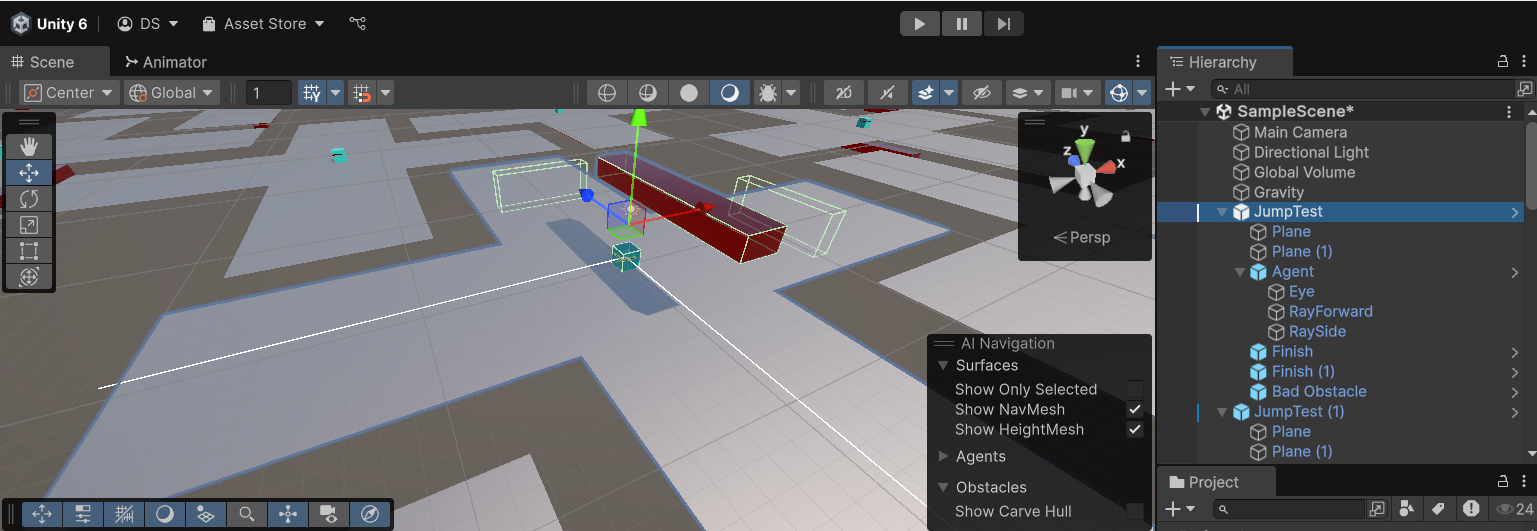 Unity 6 DS Asset Store
Scene Animator
Center Global 1 2D
y
z x
Persp
AI Navigation
Surfaces
Show Only Selected
Show NavMesh
Show HeightMesh
Agents
Obstacles
Show Carve Hull
Hierarchy
All
SampleScene*
Main Camera
Directional Light
Global Volume
Gravity
JumpTest
Plane
Plane (1)
Agent
Eye
RayForward
RaySide
Finish
Finish (1)
Bad Obstacle
JumpTest (1)
Plane
Plane (1)
Project
24